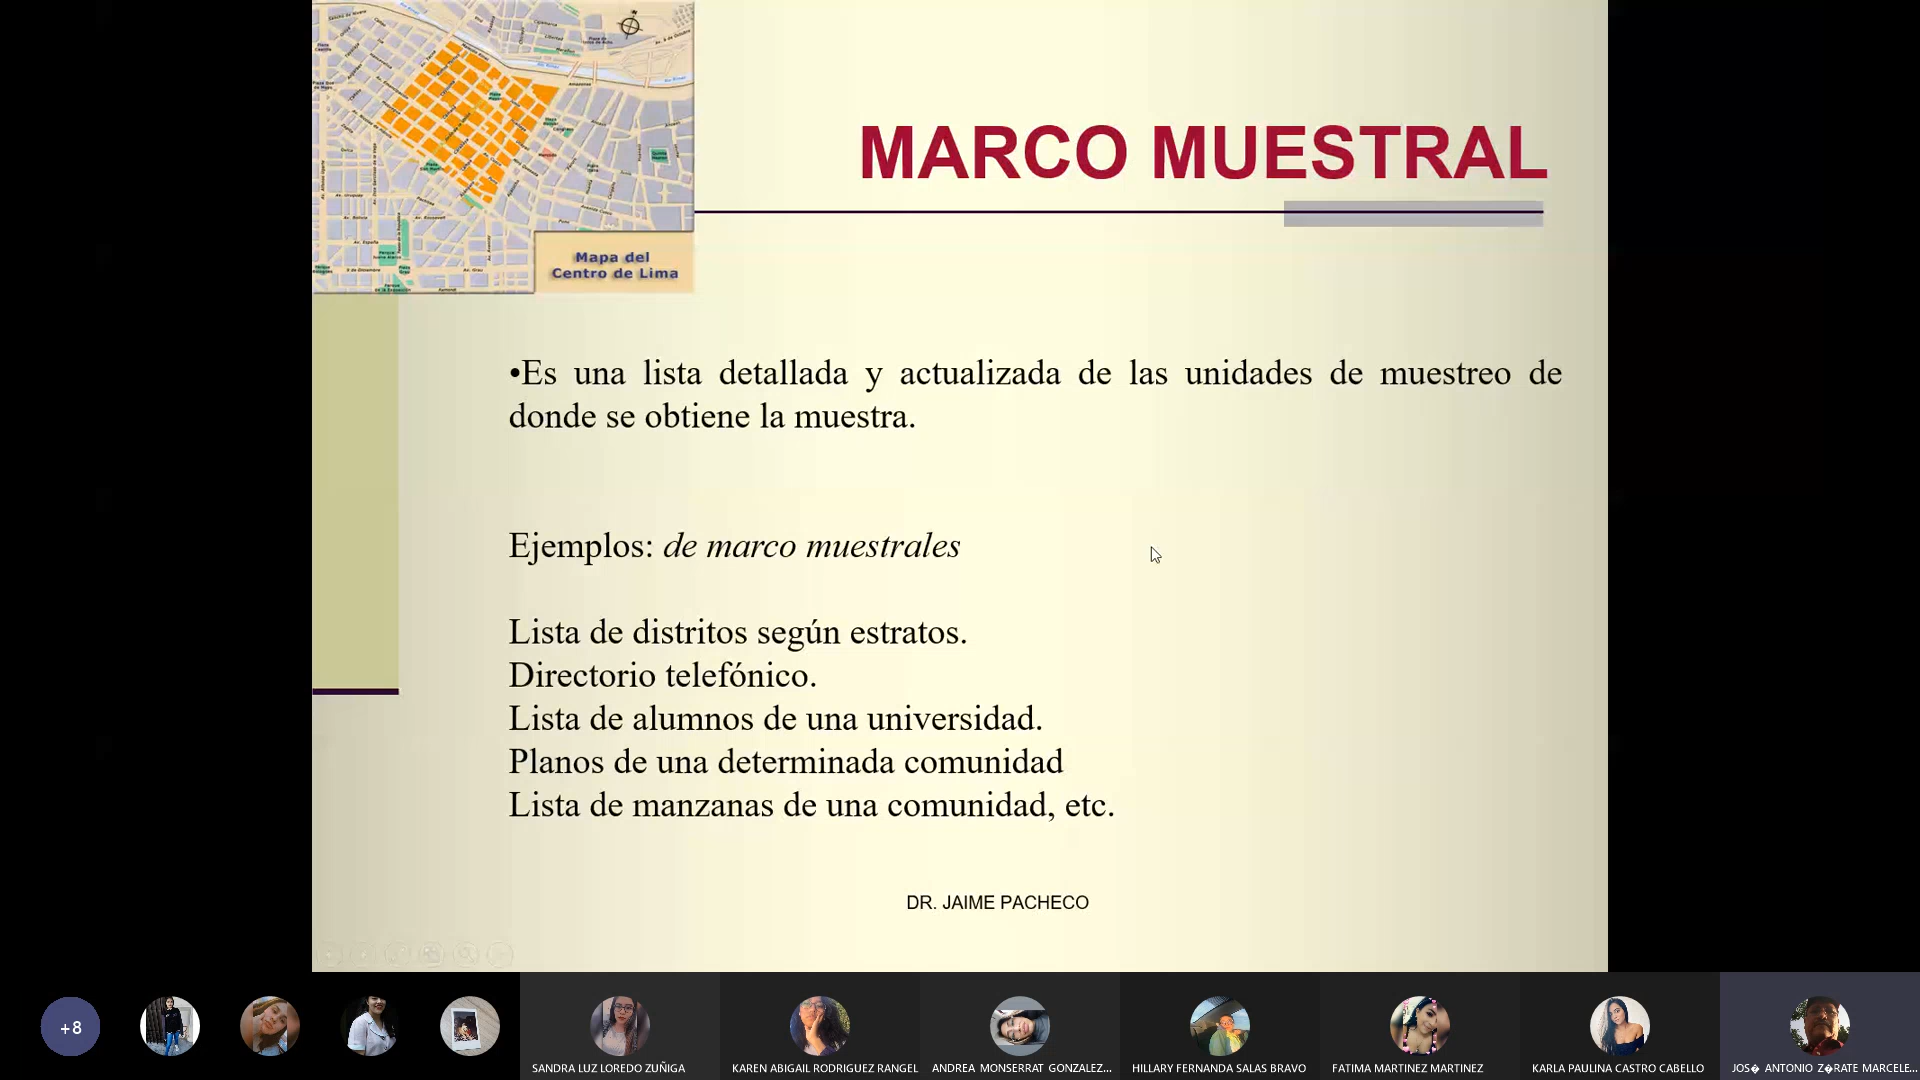 MARCO MUESTRAL
Mapa del
Centro de Lima
•Es una lista detallada y actualizada de las unidades de muestreo de
donde se obtiene la muestra.
Ejemplos: de marco muestrales
Lista de distritos según estratos.
Directorio telefónico.
Lista de alumnos de una universidad.
Planos de una determinada comunidad
Lista de manzanas de una comunidad, etc.
DR. JAIME PACHECO
+8
SANDRA LUZ LOREDO ZUÑIGA
KAREN ABIGAIL RODRIGUEZ RANGEL
ANDREA MONSERRAT GONZALEZ...
HILLARY FERNANDA SALAS BRAVO
FATIMA MARTINEZ MARTINEZ
KARLA PAULINA CASTRO CABELLO
JOS� ANTONIO Z�RATE MARCELE...